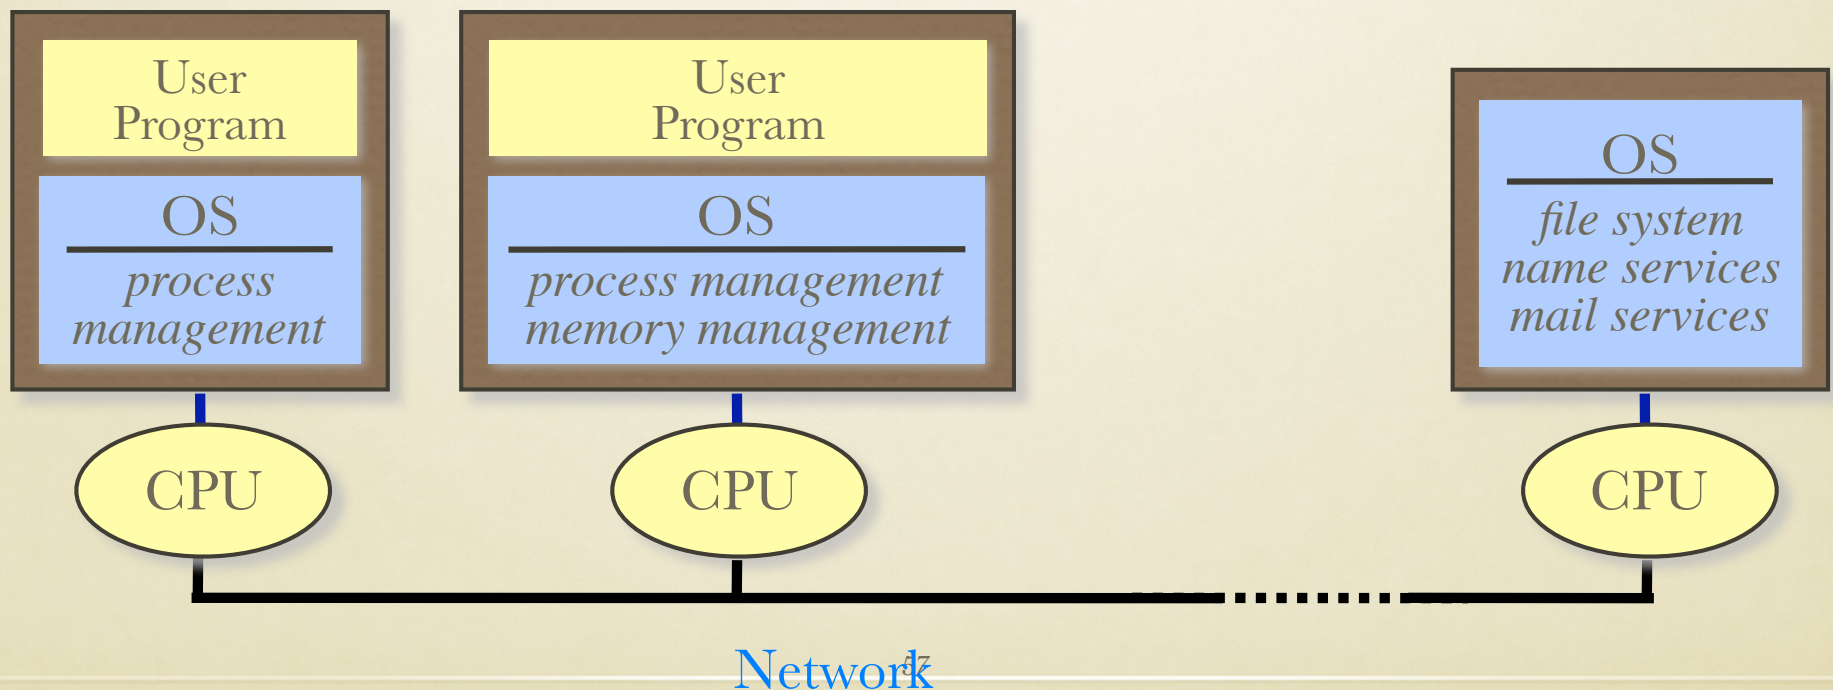 User
Program
OS
process
management
CPU
User
Program
OS
process management
memory management
CPU
OS
file system
name services
mail services
CPU
Network
57